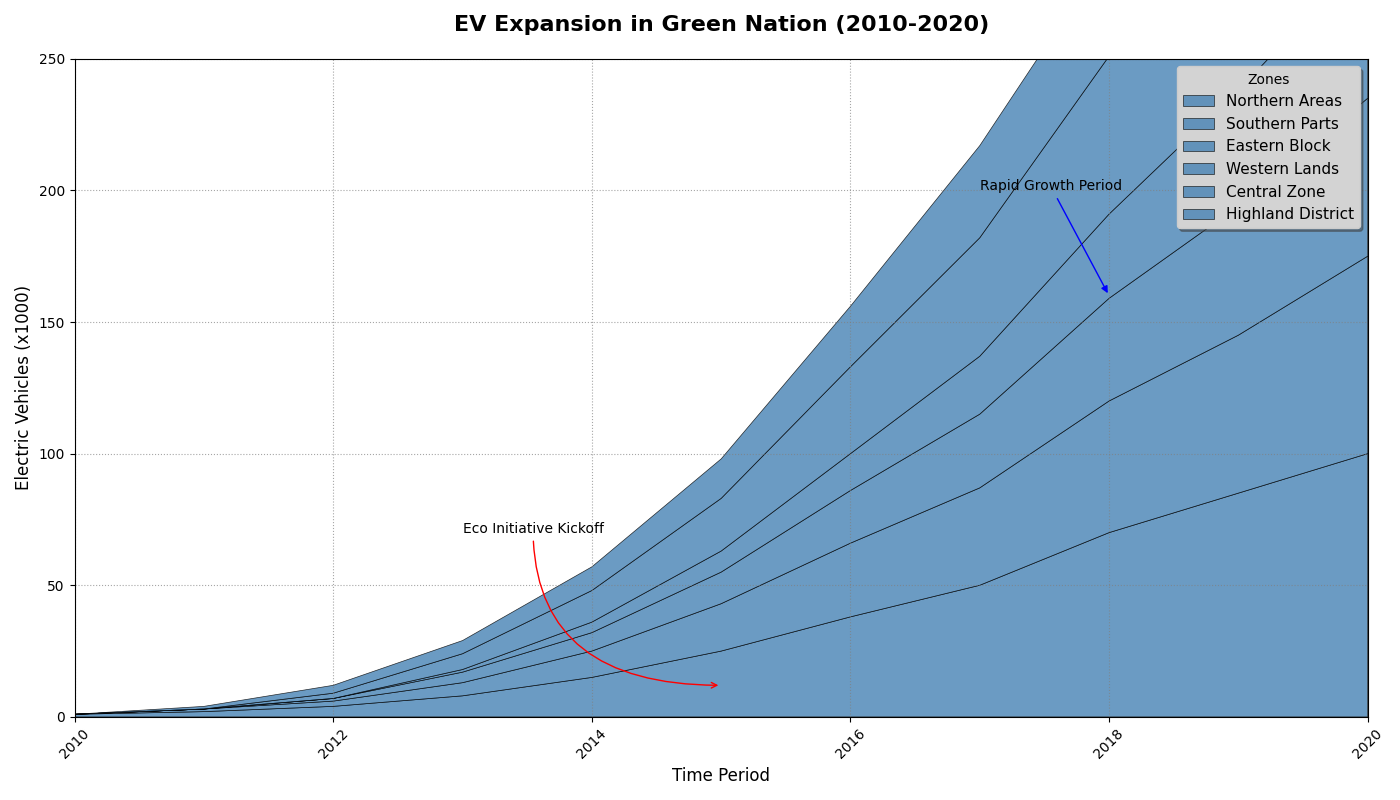 EV Expansion in Green Nation (2010-2020)
Electric Vehicles (x1000)
250
200
150
100
50
0
Rapid Growth Period
Eco Initiative Kickoff
Zones
Northern Areas
Southern Parts
Eastern Block
Western Lands
Central Zone
Highland District
2010
2012
2014
2016
2018
2020
Time Period